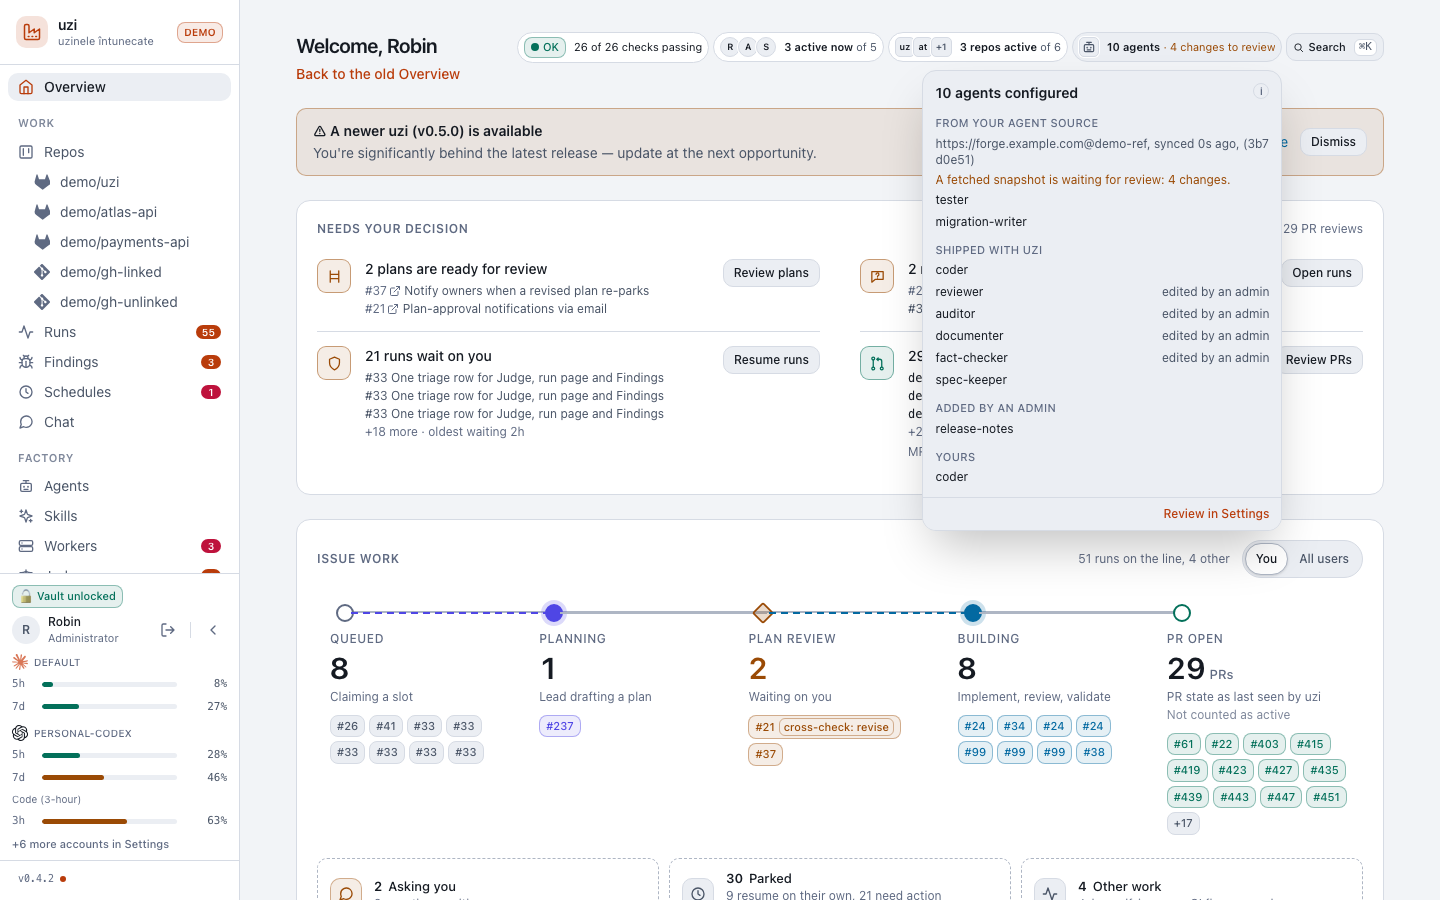 uzi
uzinele întunecate
DEMO
Overview
WORK
Repos
demo/uzi
demo/atlas-api
demo/payments-api
demo/gh-linked
demo/gh-unlinked
Runs 55
Findings 3
Schedules 1
Chat
FACTORY
Agents
Skills
Workers 3
Vault unlocked
R
Robin
Administrator
DEFAULT
5h 8%
7d 27%
PERSONAL-CODEX
5h 28%
7d 46%
Code (3-hour)
3h 63%
+6 more accounts in Settings
v0.4.2
Welcome, Robin
Back to the old Overview
OK 26 of 26 checks passing
R A S 3 active now of 5
uz at +1 3 repos active of 6
10 agents · 4 changes to review
Search ⌘K
A newer uzi (v0.5.0) is available
You're significantly behind the latest release — update at the next opportunity.
Dismiss
10 agents configured
i
FROM YOUR AGENT SOURCE
https://forge.example.com@demo-ref, synced 0s ago, (3b7
d0e51)
A fetched snapshot is waiting for review: 4 changes.
tester
migration-writer
SHIPPED WITH UZI
coder
reviewer edited by an admin
auditor edited by an admin
documenter edited by an admin
fact-checker edited by an admin
spec-keeper
ADDED BY AN ADMIN
release-notes
YOURS
coder
Review in Settings
NEEDS YOUR DECISION
29 PR reviews
2 plans are ready for review
#37 Notify owners when a revised plan re-parks
#21 Plan-approval notifications via email
Review plans
Open runs
21 runs wait on you
#33 One triage row for Judge, run page and Findings
#33 One triage row for Judge, run page and Findings
#33 One triage row for Judge, run page and Findings
+18 more · oldest waiting 2h
Resume runs
Review PRs
ISSUE WORK
51 runs on the line, 4 other
You All users
QUEUED
8
Claiming a slot
#26 #41 #33 #33
#33 #33 #33 #33
PLANNING
1
Lead drafting a plan
#237
PLAN REVIEW
2
Waiting on you
#21 cross-check: revise
#37
BUILDING
8
Implement, review, validate
#24 #34 #24 #24
#99 #99 #99 #38
PR OPEN
29 PRs
PR state as last seen by uzi
Not counted as active
#61 #22 #403 #415
#419 #423 #427 #435
#439 #443 #447 #451
+17
2 Asking you
30 Parked
9 resume on their own, 21 need action
4 Other work